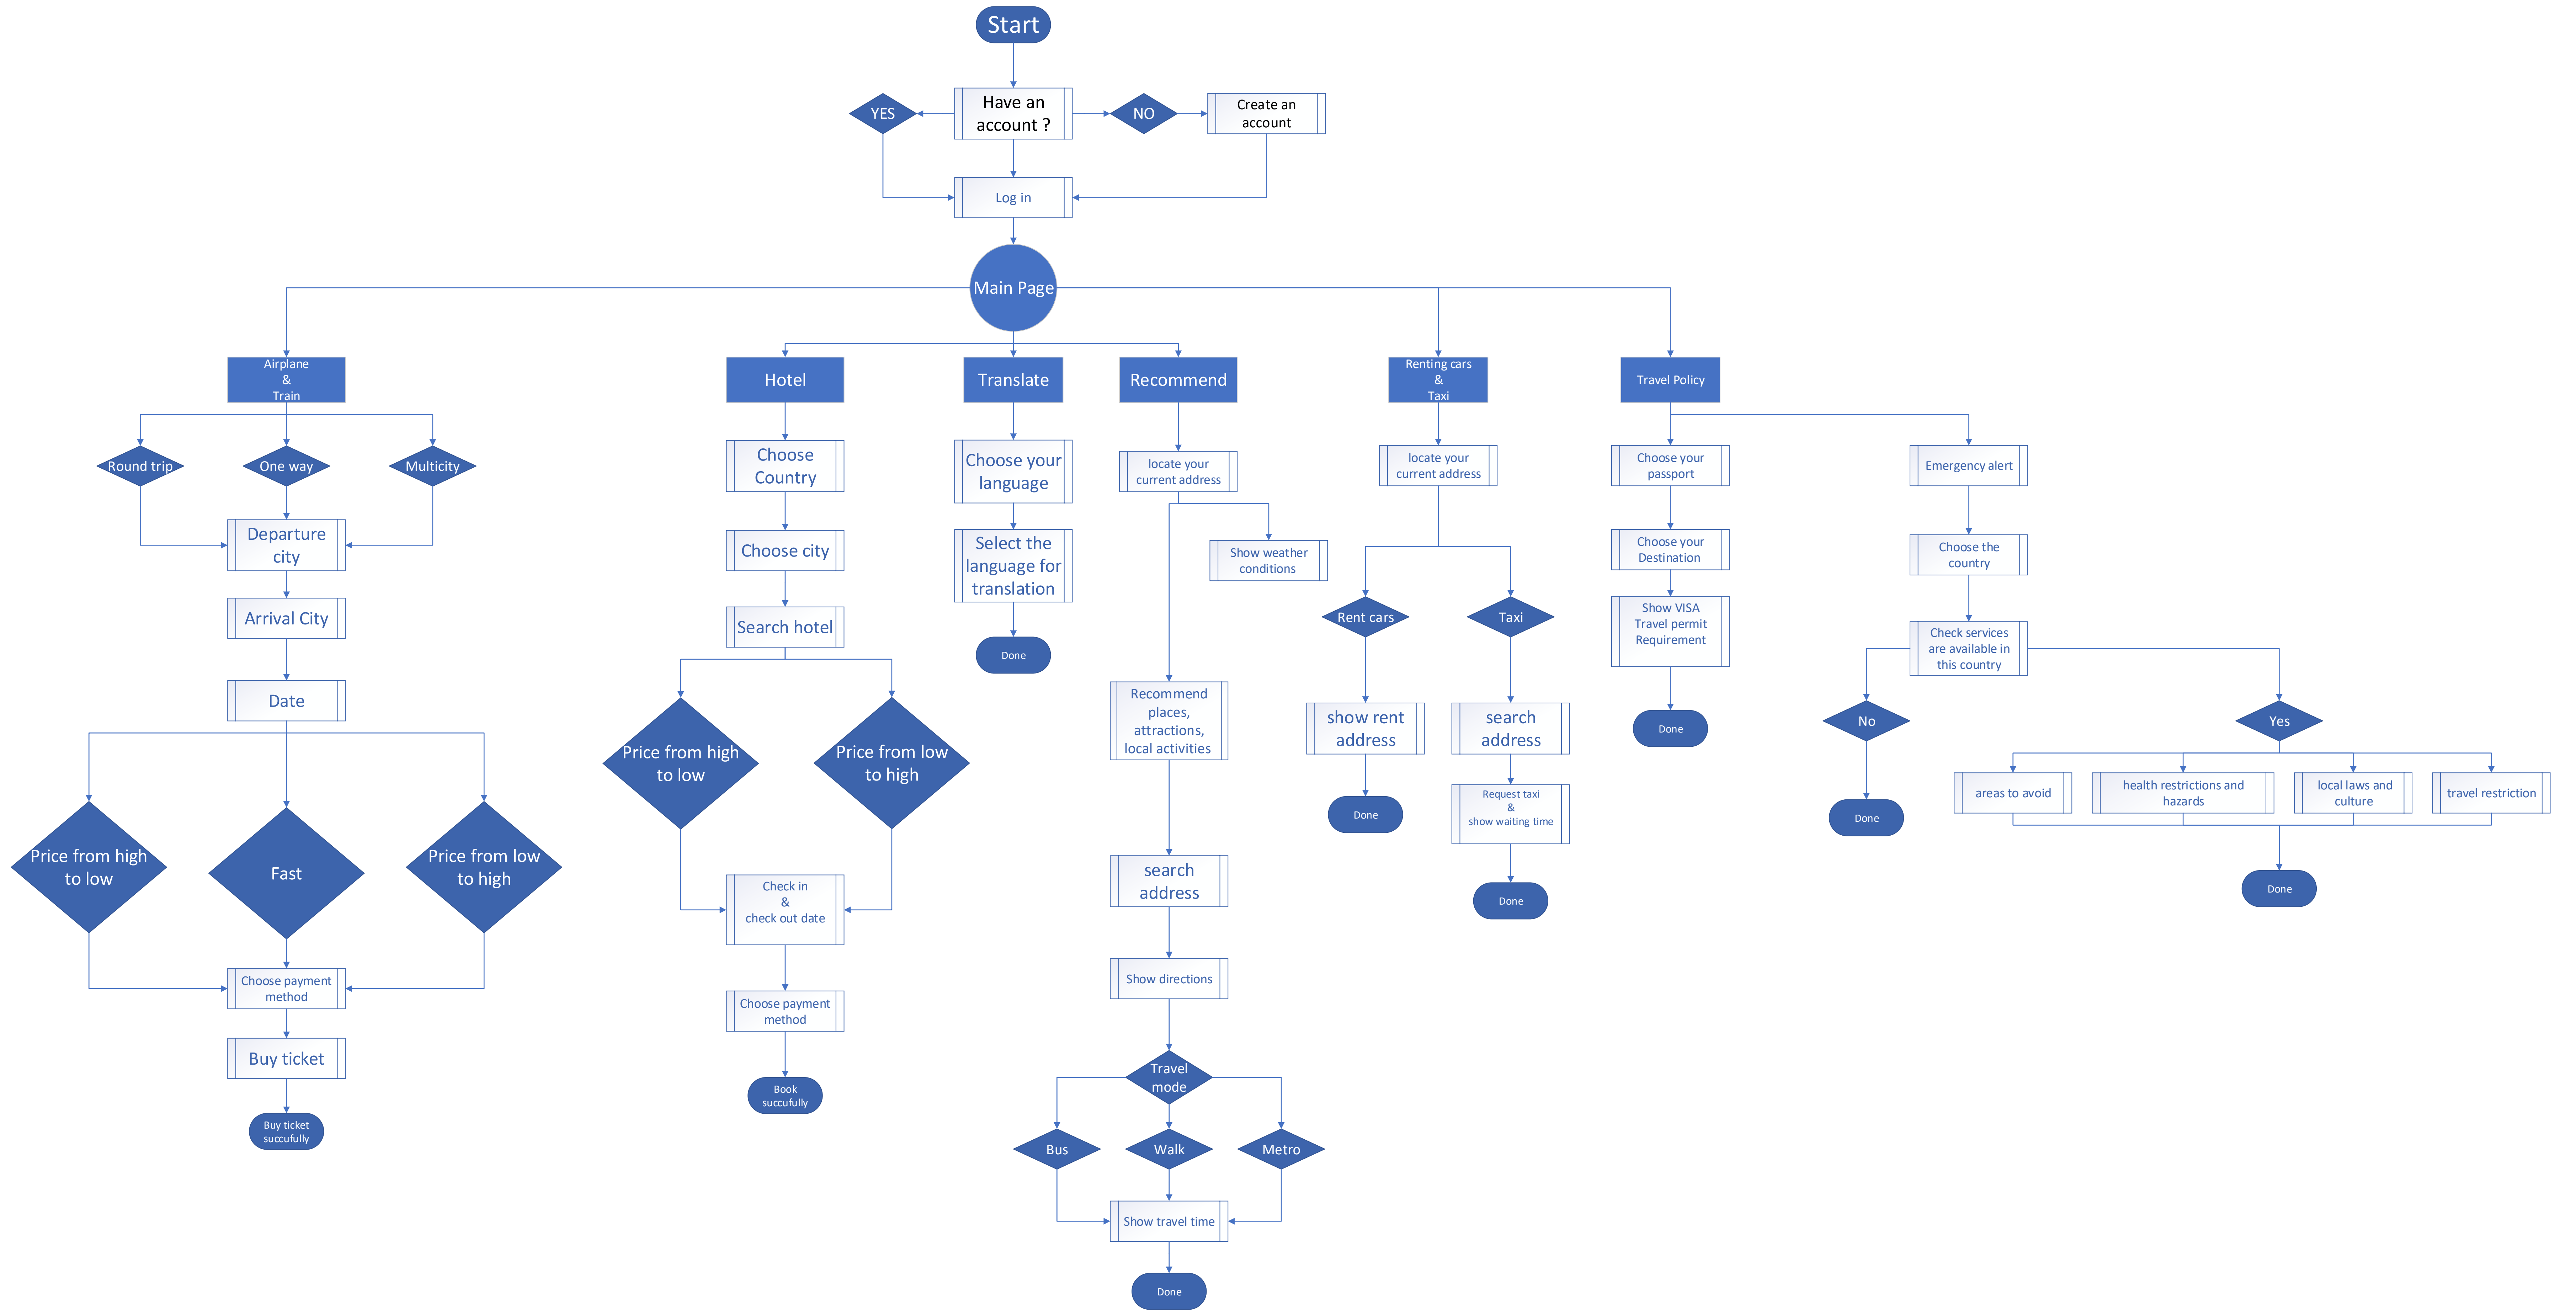 Start
YES
Have an
account ?
NO
Create an
account
Log in
Main Page
Airplane
&
Train
Round trip
One way
Multicity
Departure
city
Arrival City
Date
Price from high
to low
Fast
Price from low
to high
Choose payment
method
Buy ticket
Buy ticket
succufully
Hotel
Choose
Country
Choose city
Search hotel
Price from high
to low
Price from low
to high
Check in
&
check out date
Choose payment
method
Book
succufully
Translate
Choose your
language
Select the
language for
translation
Done
Recommend
locate your
current address
Show weather
conditions
Recommend
places,
attractions,
local activities
search
address
Show directions
Travel
mode
Bus
Walk
Metro
Show travel time
Done
Renting cars
&
Taxi
locate your
current address
Rent cars
Taxi
show rent
address
Done
search
address
Request taxi
&
show waiting time
Done
Travel Policy
Choose your
passport
Choose your
Destination
Show VISA
Travel permit
Requirement
Done
Emergency alert
Choose the
country
Check services
are available in
this country
No
Done
Yes
areas to avoid
health restrictions and
hazards
local laws and
culture
travel restriction
Done